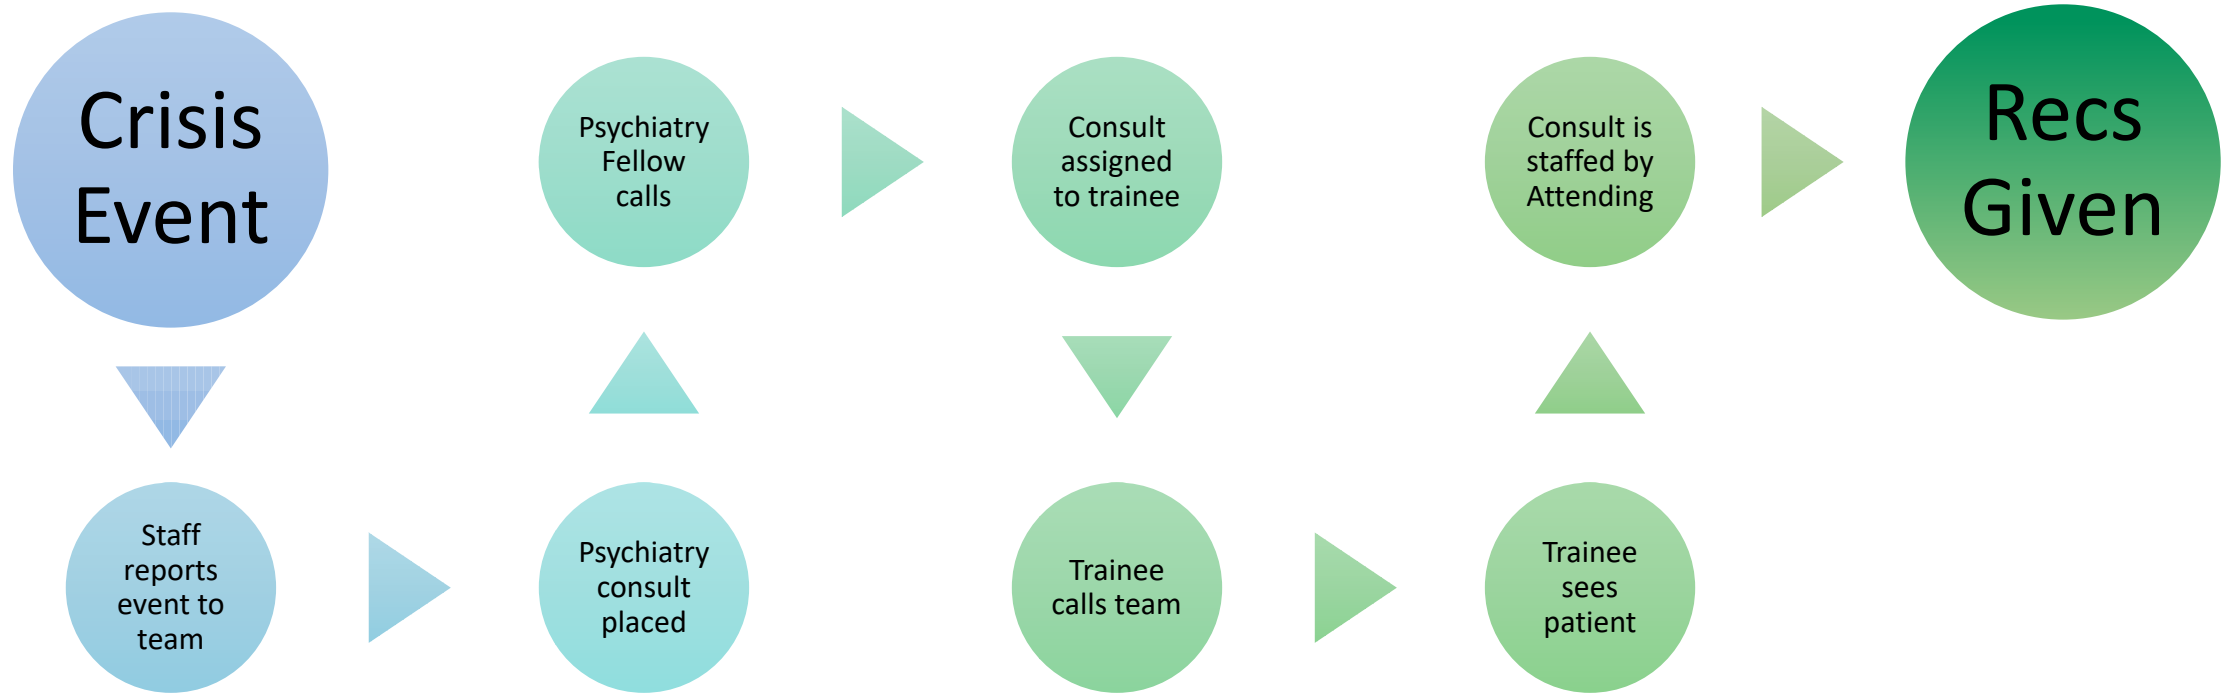 Crisis
Event
Staff
reports
event to
team
Psychiatry
consult
placed
Psychiatry
Fellow
calls
Consult
assigned
to trainee
Trainee
calls team
Trainee
sees
patient
Consult is
staffed by
Attending
Recs
Given